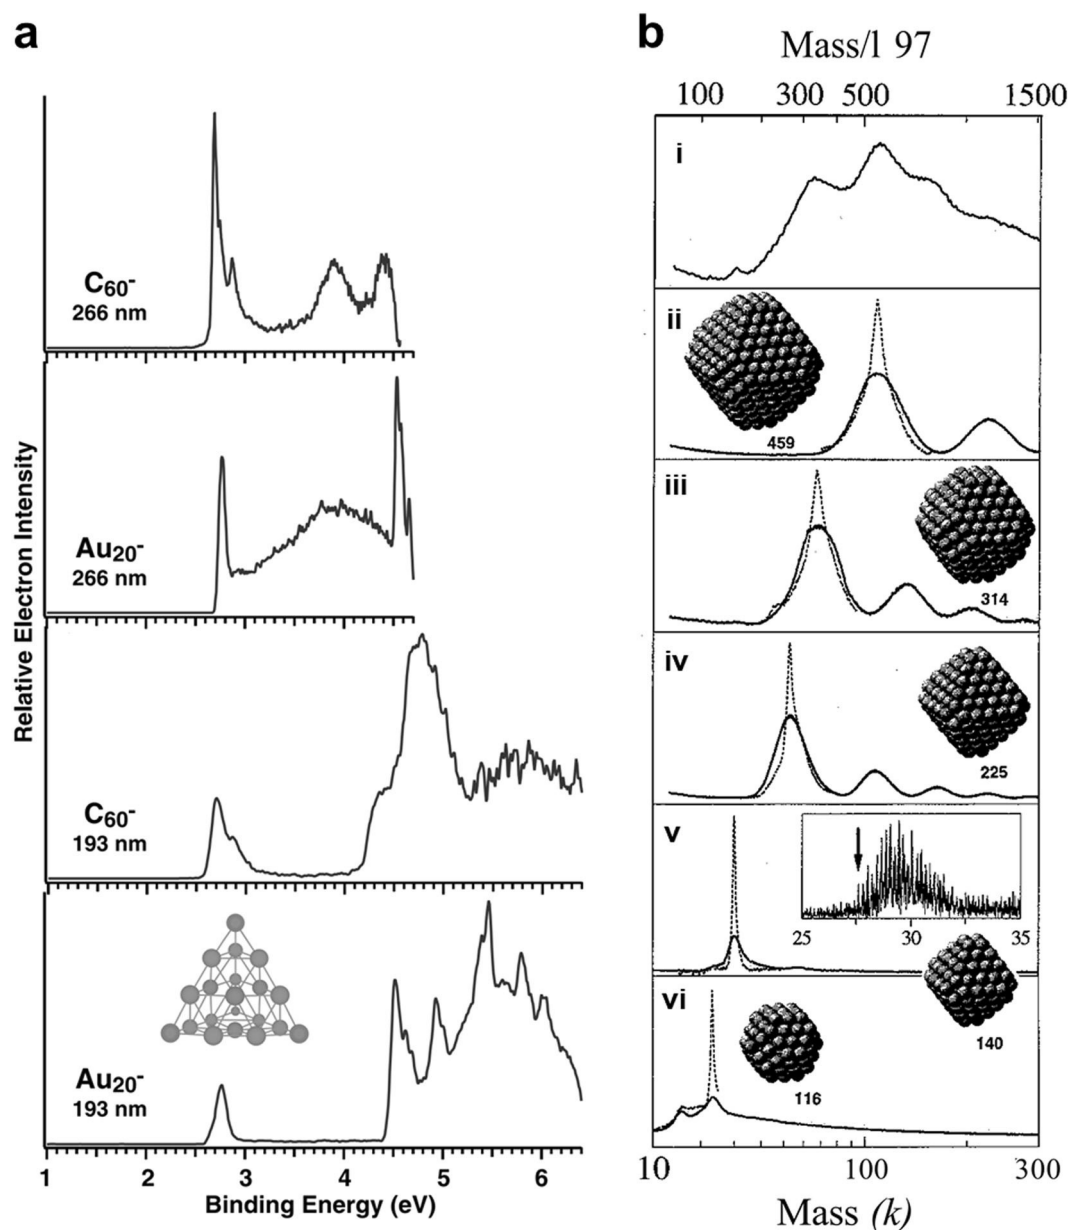 a
Relative Electron Intensity
C60-
266 nm
Au20-
266 nm
C60-
193 nm
Au20-
193 nm
1 2 3 4 5 6
Binding Energy (eV)
b
Mass/l 97
100 300 500 1500
i
ii
459
iii
314
iv
225
v
25 30 35
140
vi
116
10 100 300
Mass (k)